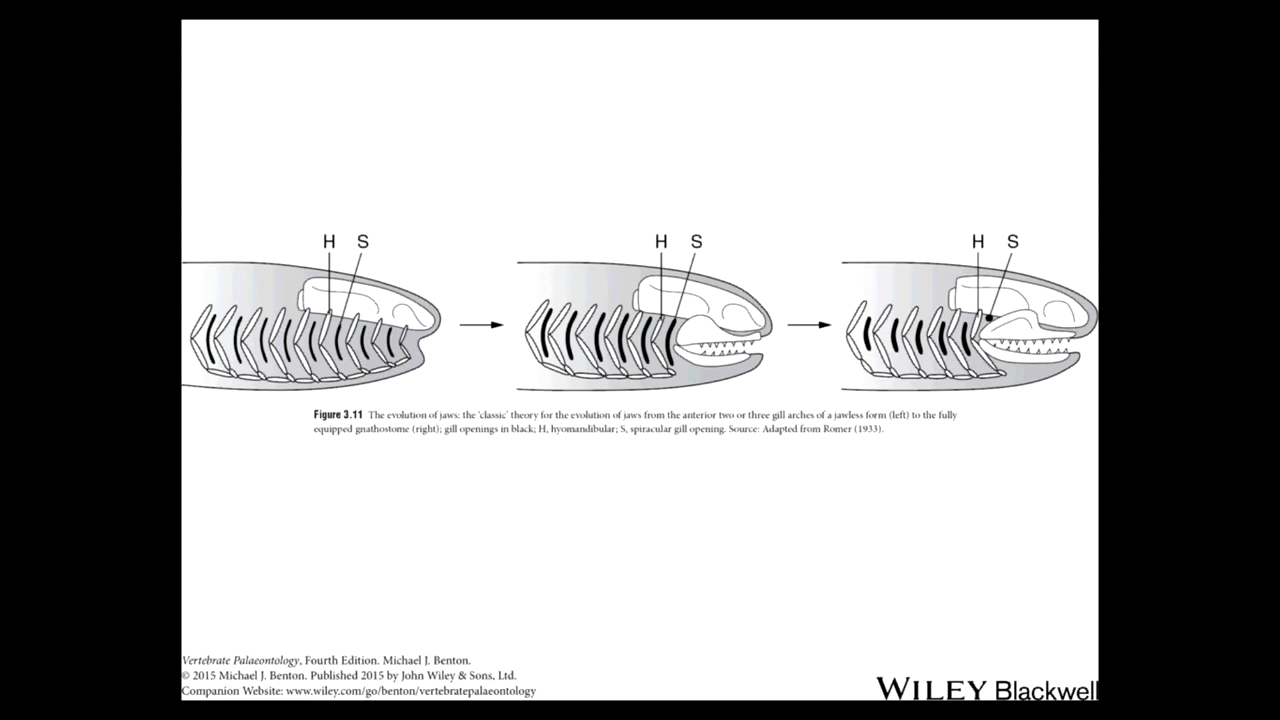 H S H S H S
Figure 3.11 The evolution of jaws: the 'classic' theory for the evolution of jaws from the anterior two or three gill arches of a jawless form (left) to the fully
equipped gnathostome (right); gill openings in black; H, hyomandibular; S, spiracular gill opening. Source: Adapted from Romer (1933).
Vertebrate Palaeontology, Fourth Edition. Michael J. Benton.
© 2015 Michael J. Benton. Published 2015 by John Wiley & Sons, Ltd.
Companion Website: www.wiley.com/go/benton/vertebratepalaeontology
WILEY Blackwell